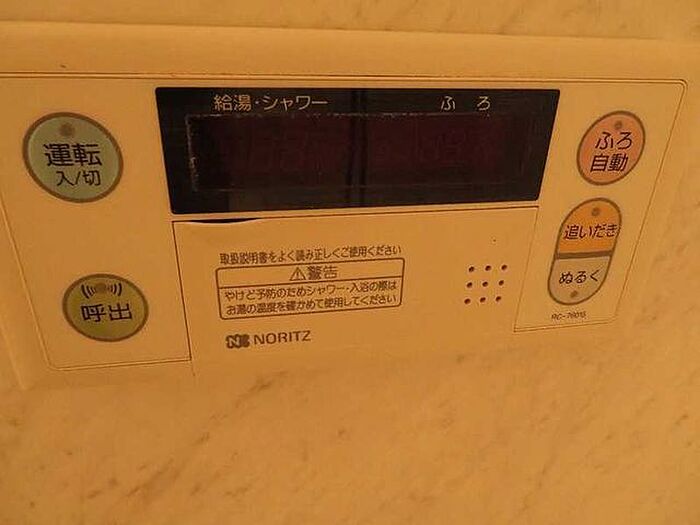 給湯・シャワー
ふろ
運転
入/切
ふろ
自動
追いだき
ぬるく
呼出
取扱説明書をよく読み正しくご使用ください
⚠警告
やけど予防のためシャワー・入浴の際は
お湯の温度を確かめて使用してください
NORITZ